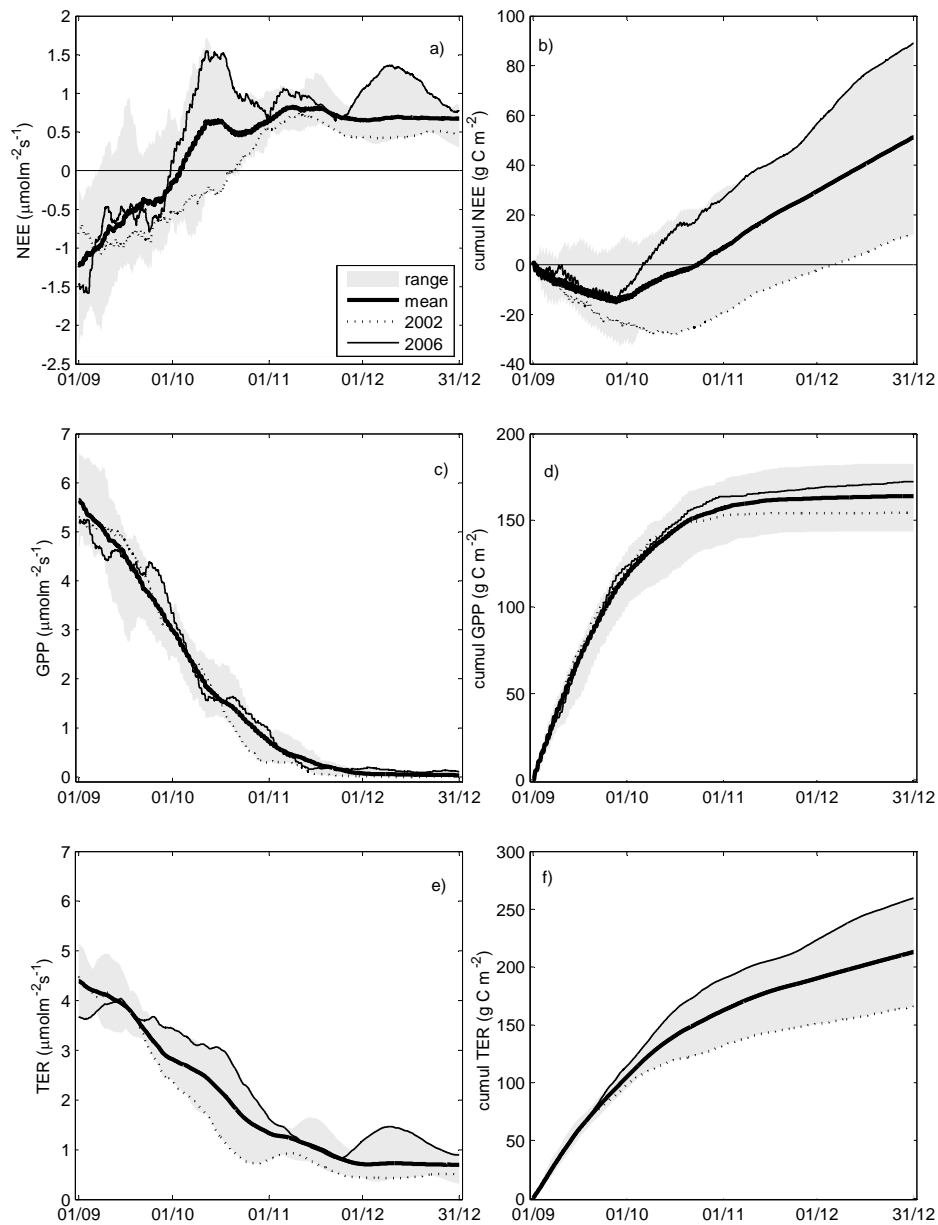 2
1.5
1
0.5
0
-0.5
-1
-1.5
-2
-2.5
NEE (μmolm⁻²s⁻¹)
a)
range
mean
2002
2006
01/09 01/10 01/11 01/12 31/12
100
80
60
40
20
0
-20
-40
cumul NEE (g C m⁻²)
b)
01/09 01/10 01/11 01/12 31/12
7
6
5
4
3
2
1
0
GPP (μmolm⁻²s⁻¹)
c)
01/09 01/10 01/11 01/12 31/12
200
150
100
50
0
cumul GPP (g C m⁻²)
d)
01/09 01/10 01/11 01/12 31/12
7
6
5
4
3
2
1
0
TER (μmolm⁻²s⁻¹)
e)
01/09 01/10 01/11 01/12 31/12
300
250
200
150
100
50
0
cumul TER (g C m⁻²)
f)
01/09 01/10 01/11 01/12 31/12